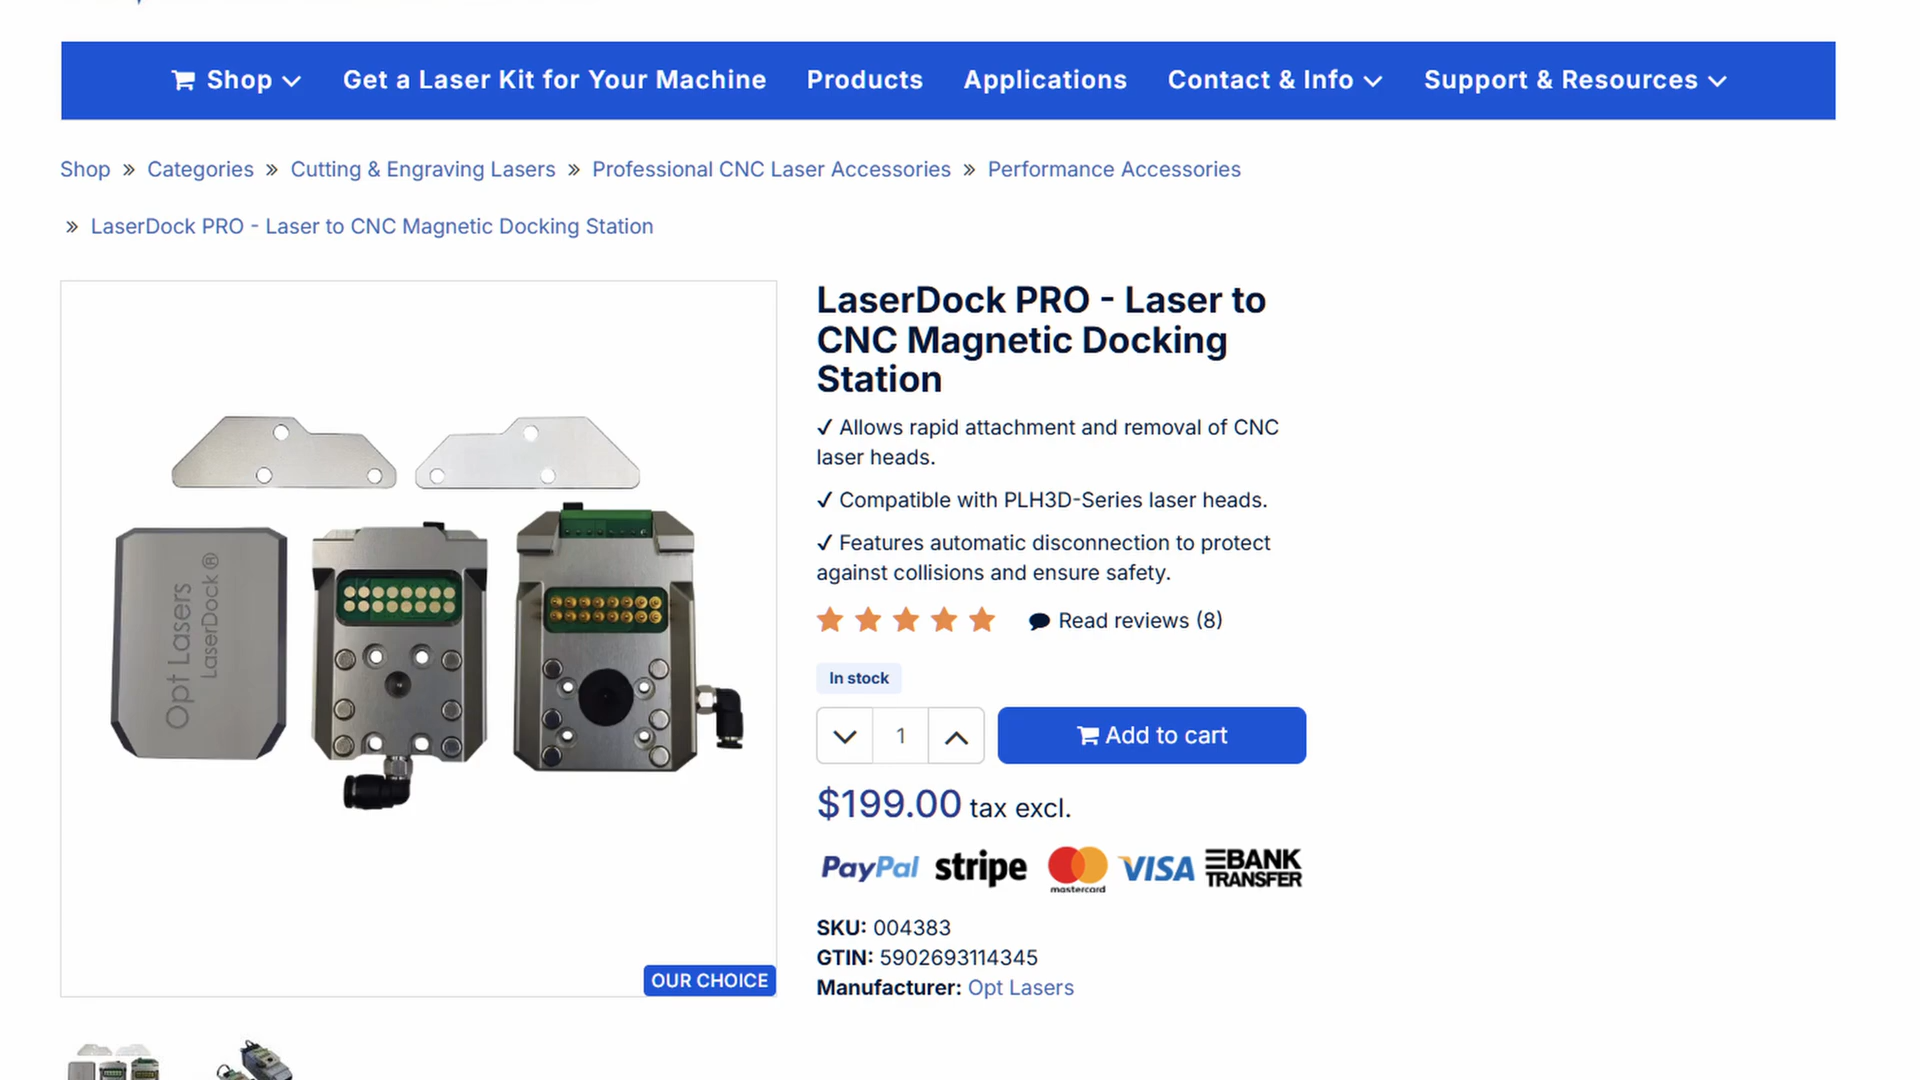 Shop
Get a Laser Kit for Your Machine
Products
Applications
Contact & Info
Support & Resources
Shop » Categories » Cutting & Engraving Lasers » Professional CNC Laser Accessories » Performance Accessories
» LaserDock PRO - Laser to CNC Magnetic Docking Station
Opt Lasers
LaserDock®
OUR CHOICE
LaserDock PRO - Laser to
CNC Magnetic Docking
Station
✓ Allows rapid attachment and removal of CNC
laser heads.
✓ Compatible with PLH3D-Series laser heads.
✓ Features automatic disconnection to protect
against collisions and ensure safety.
Read reviews (8)
In stock
1
Add to cart
$199.00 tax excl.
PayPal stripe mastercard VISA BANK TRANSFER
SKU: 004383
GTIN: 5902693114345
Manufacturer: Opt Lasers